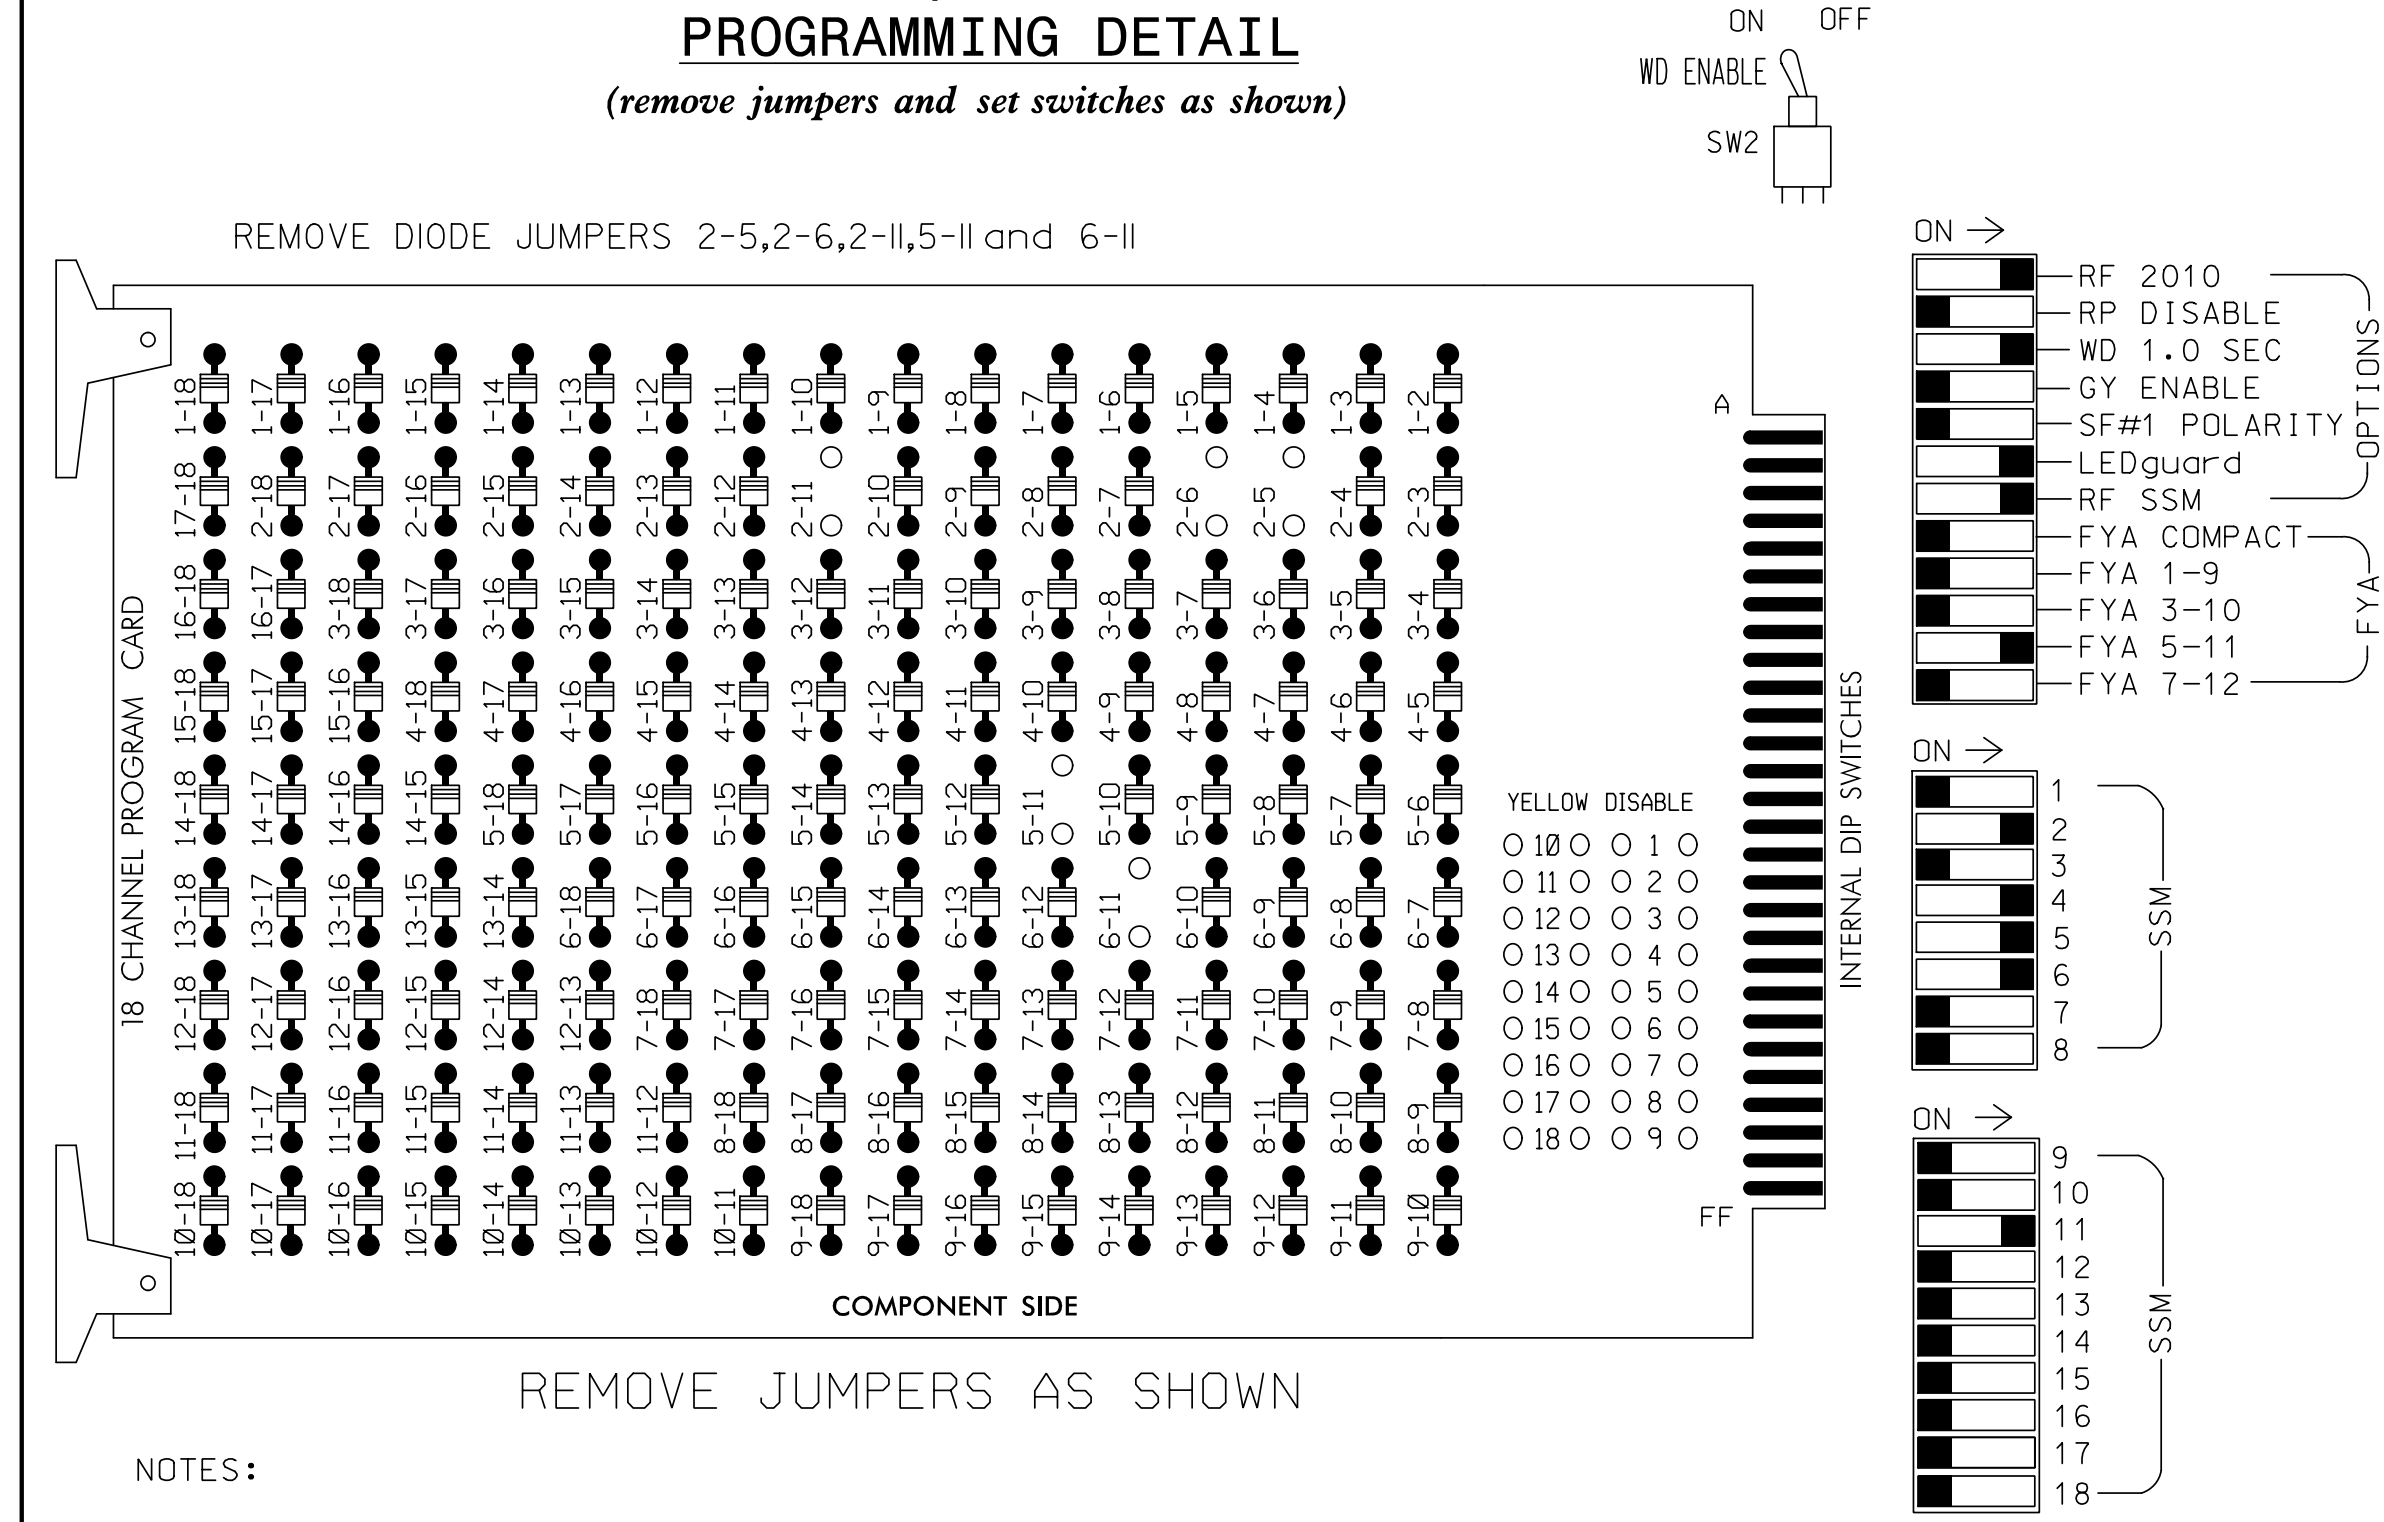 PROGRAMMING DETAIL
(remove jumpers and set switches as shown)
ON OFF
WD ENABLE
SW2
REMOVE DIODE JUMPERS 2-5,2-6,2-11,5-11 and 6-11
18 CHANNEL PROGRAM CARD
1-18 1-17 1-16 1-15 1-14 1-13 1-12 1-11 1-10 1-9 1-8 1-7 1-6 1-5 1-4 1-3 1-2
17-18 2-18 2-17 2-16 2-15 2-14 2-13 2-12 2-11 2-10 2-9 2-8 2-7 2-6 2-5 2-4 2-3
16-18 16-17 3-18 3-17 3-16 3-15 3-14 3-13 3-12 3-11 3-10 3-9 3-8 3-7 3-6 3-5 3-4
15-18 15-17 15-16 4-18 4-17 4-16 4-15 4-14 4-13 4-12 4-11 4-10 4-9 4-8 4-7 4-6 4-5
14-18 14-17 14-16 14-15 5-18 5-17 5-16 5-15 5-14 5-13 5-12 5-11 5-10 5-9 5-8 5-7 5-6
13-18 13-17 13-16 13-15 13-14 6-18 6-17 6-16 6-15 6-14 6-13 6-12 6-11 6-10 6-9 6-8 6-7
12-18 12-17 12-16 12-15 12-14 12-13 7-18 7-17 7-16 7-15 7-14 7-13 7-12 7-11 7-10 7-9 7-8
11-18 11-17 11-16 11-15 11-14 11-13 11-12 8-18 8-17 8-16 8-15 8-14 8-13 8-12 8-11 8-10 8-9
10-18 10-17 10-16 10-15 10-14 10-13 10-12 10-11 9-18 9-17 9-16 9-15 9-14 9-13 9-12 9-11 9-10
A
YELLOW DISABLE
10 1
11 2
12 3
13 4
14 5
15 6
16 7
17 8
18 9
FF
COMPONENT SIDE
INTERNAL DIP SWITCHES
ON →
RF 2010
RP DISABLE
WD 1.0 SEC
GY ENABLE
SF#1 POLARITY
LEDguard
RF SSM
OPTIONS
FYA COMPACT
FYA 1-9
FYA 3-10
FYA 5-11
FYA 7-12
FYA
ON →
1
2
3
4
5
6
7
8
SSM
ON →
9
10
11
12
13
14
15
16
17
18
SSM
REMOVE JUMPERS AS SHOWN
NOTES: